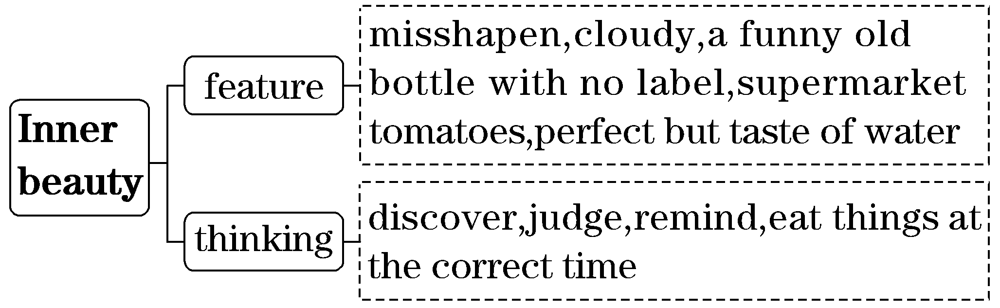 Inner
beauty
feature
misshapen,cloudy,a funny old
bottle with no label,supermarket
tomatoes,perfect but taste of water
thinking
discover,judge,remind,eat things at
the correct time